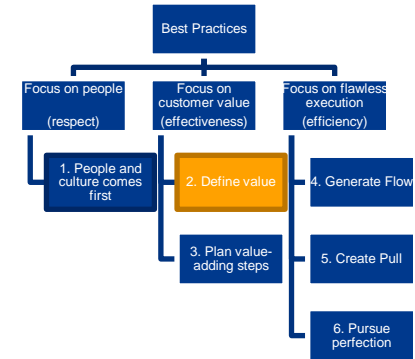 Best Practices
Focus on people
(respect)
Focus on
customer value
(effectiveness)
Focus on flawless
execution
(efficiency)
1. People and
culture comes
first
2. Define value
4. Generate Flow
3. Plan value-
adding steps
5. Create Pull
6. Pursue
perfection